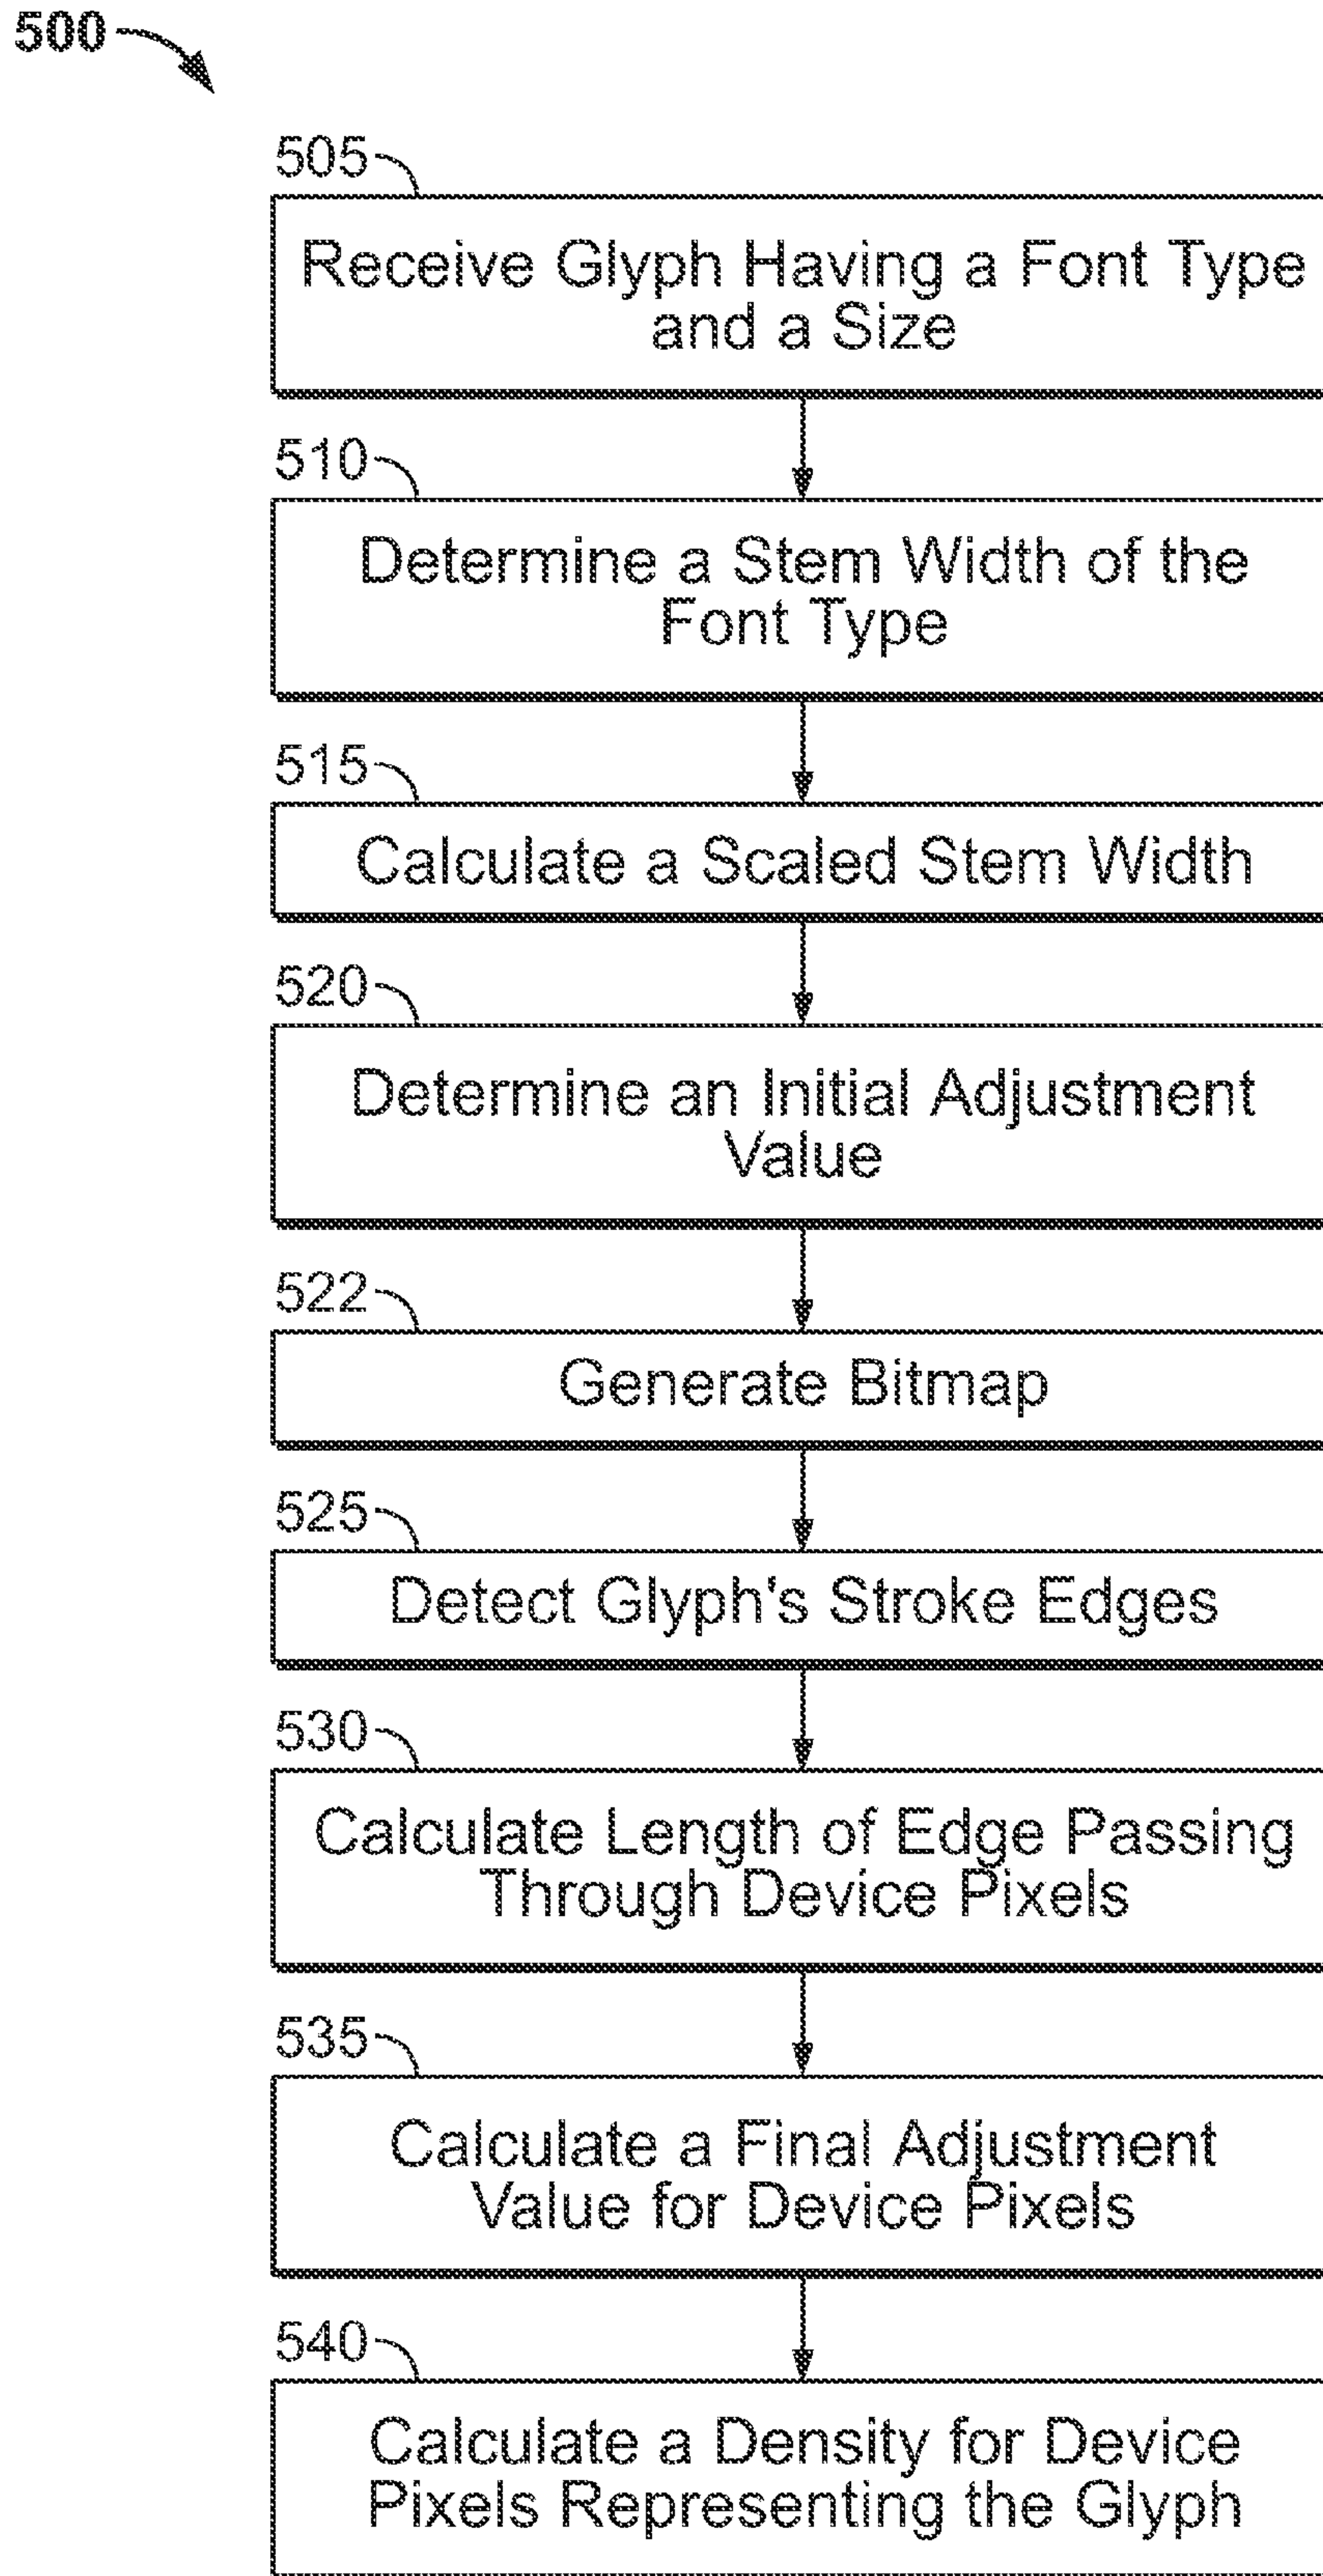 500
505
Receive Glyph Having a Font Type
and a Size
510
Determine a Stem Width of the
Font Type
515
Calculate a Scaled Stem Width
520
Determine an Initial Adjustment
Value
522
Generate Bitmap
525
Detect Glyph's Stroke Edges
530
Calculate Length of Edge Passing
Through Device Pixels
535
Calculate a Final Adjustment
Value for Device Pixels
540
Calculate a Density for Device
Pixels Representing the Glyph